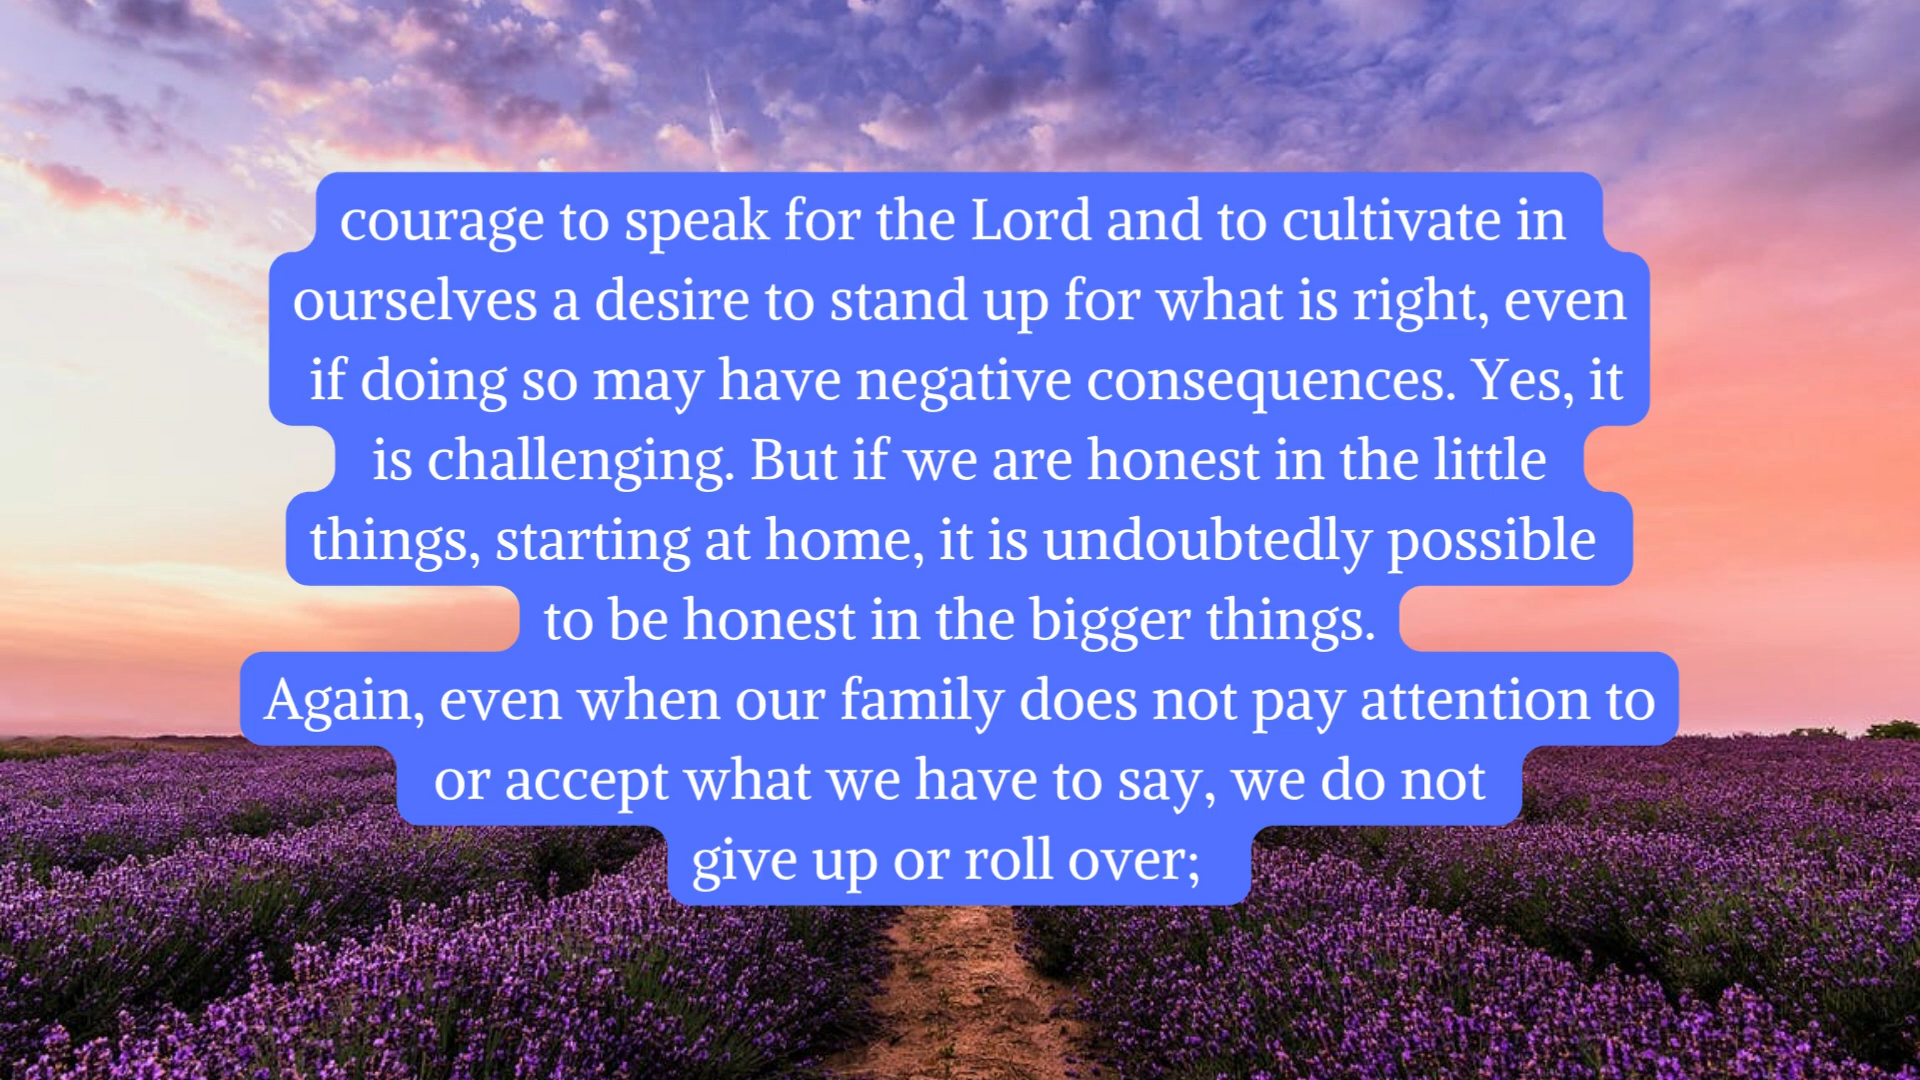 courage to speak for the Lord and to cultivate in
ourselves a desire to stand up for what is right, even
if doing so may have negative consequences. Yes, it
is challenging. But if we are honest in the little
things, starting at home, it is undoubtedly possible
to be honest in the bigger things.
Again, even when our family does not pay attention to
or accept what we have to say, we do not
give up or roll over;